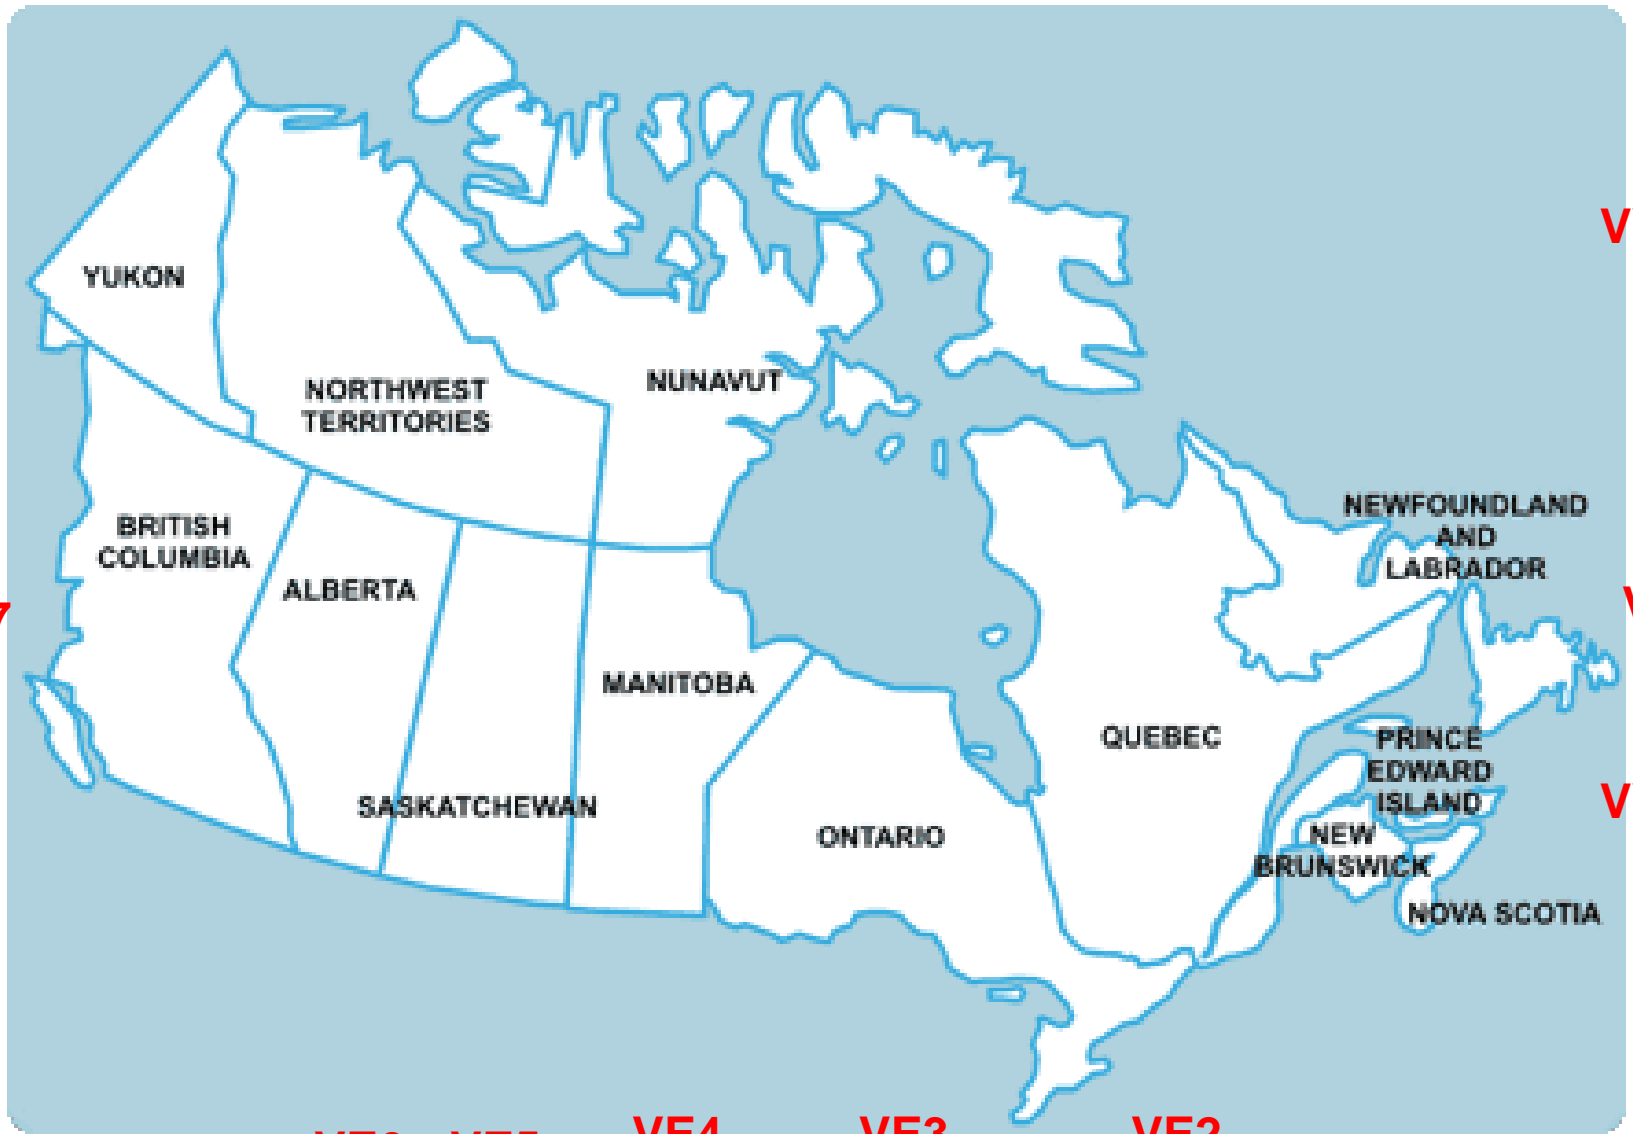 YUKON
NORTHWEST
TERRITORIES
NUNAVUT
BRITISH
COLUMBIA
ALBERTA
SASKATCHEWAN
MANITOBA
ONTARIO
QUEBEC
NEWFOUNDLAND
AND
LABRADOR
PRINCE
EDWARD
ISLAND
NEW
BRUNSWICK
NOVA SCOTIA
V
V
VE4
VE3
VE2